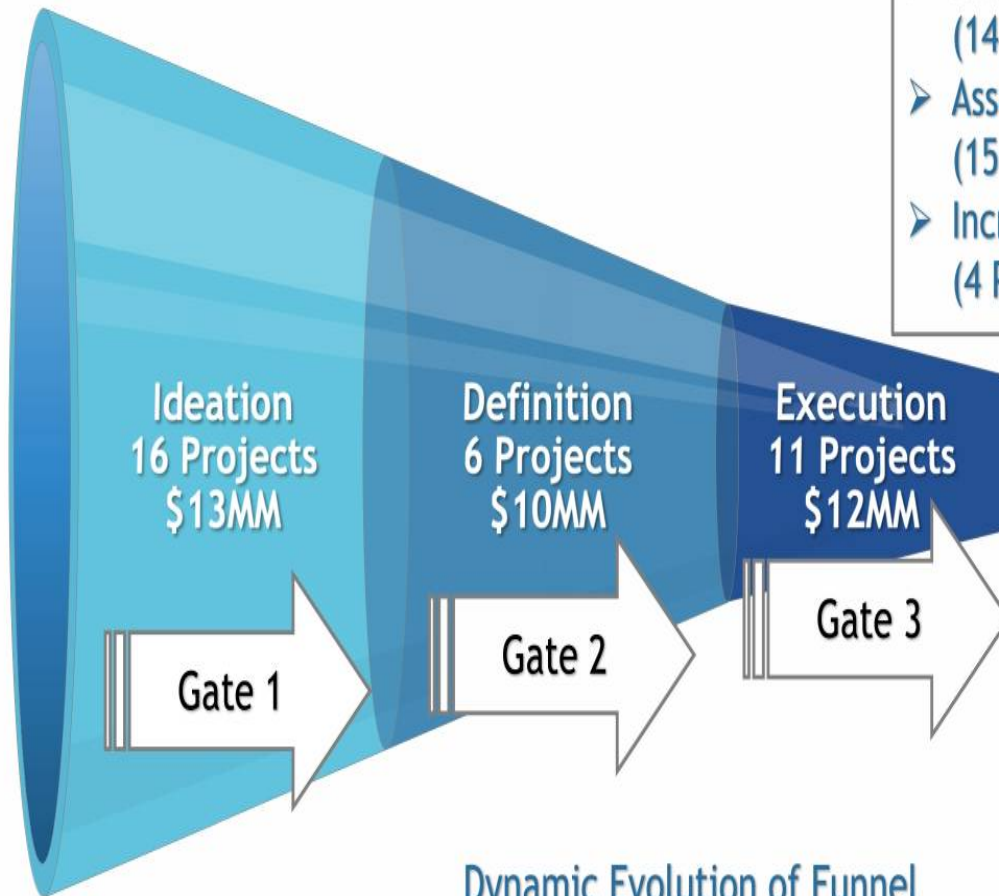 (14
➢ Ass
(15
➢ Inc
(4
Ideation
16 Projects
$13MM
Definition
6 Projects
$10MM
Execution
11 Projects
$12MM
Gate 1
Gate 2
Gate 3
Dynamic Evolution of Funnel